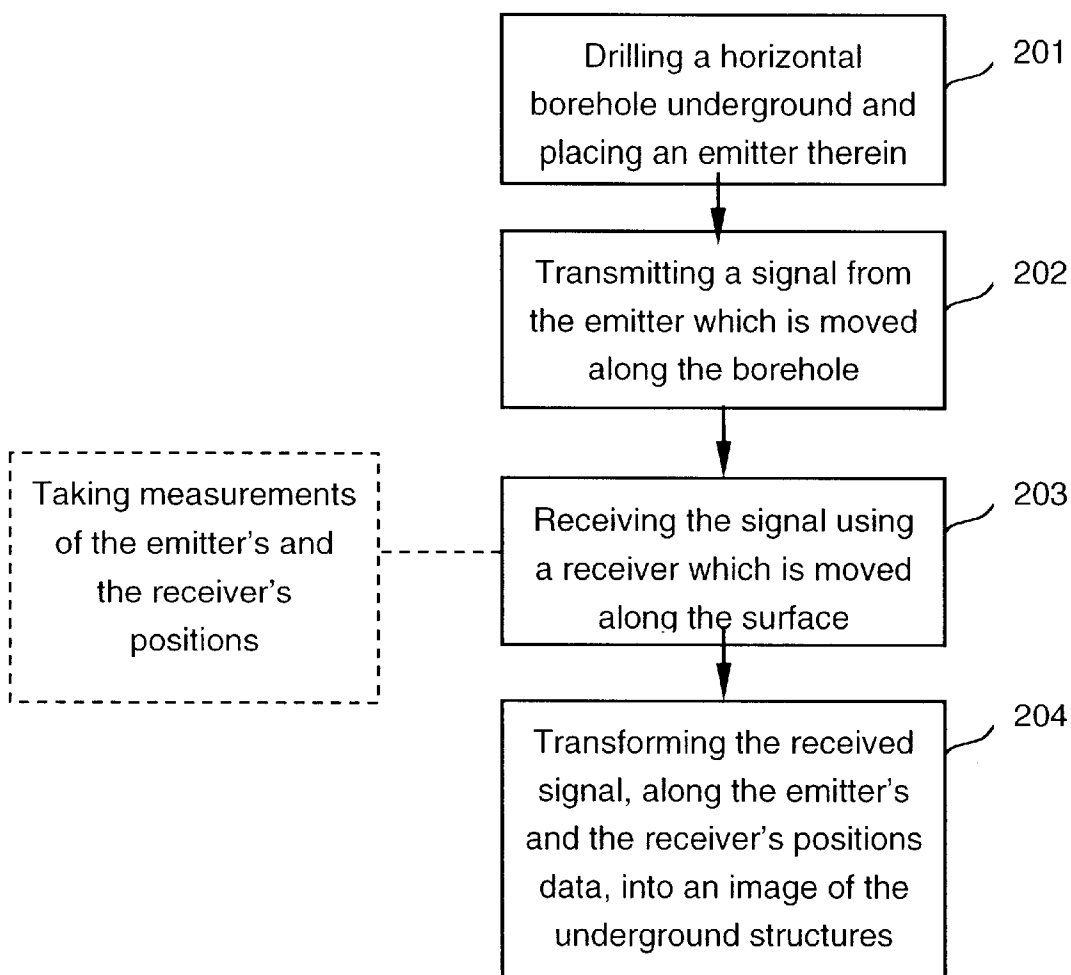 Drilling a horizontal
borehole underground and
placing an emitter therein
201
Transmitting a signal from
the emitter which is moved
along the borehole
202
Taking measurements
of the emitter's and
the receiver's
positions
Receiving the signal using
a receiver which is moved
along the surface
203
Transforming the received
signal, along the emitter's
and the receiver's positions
data, into an image of the
underground structures
204